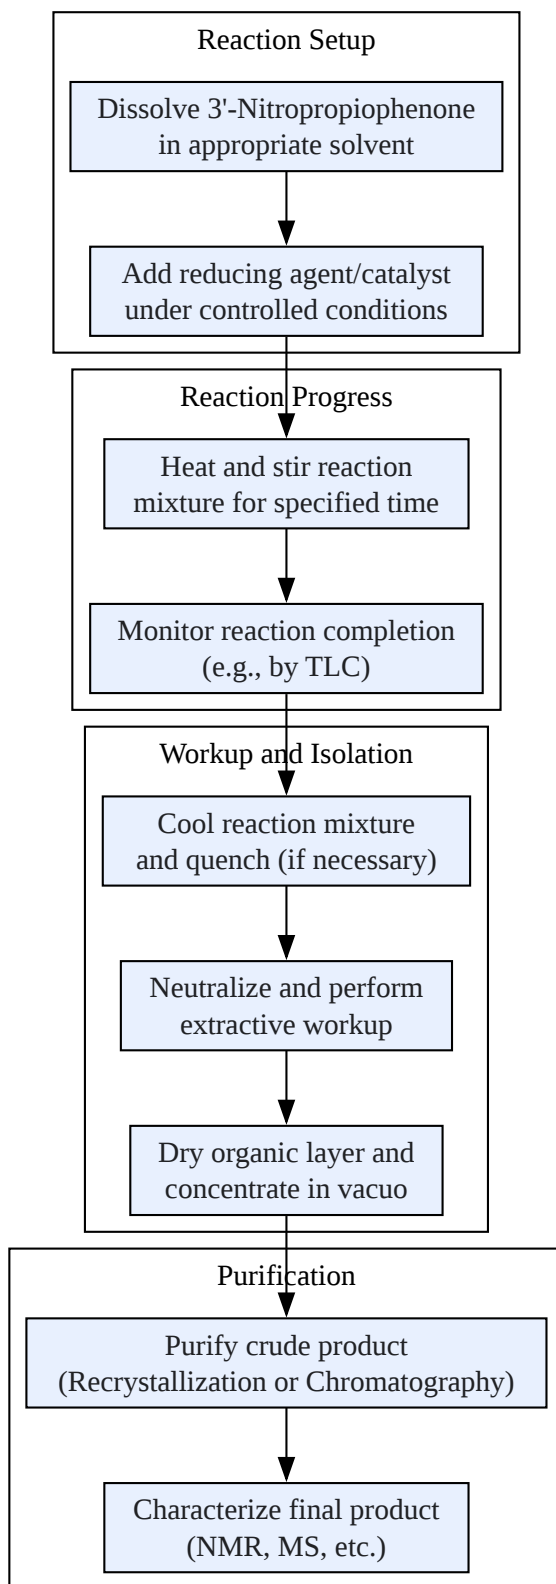 Reaction Setup
Dissolve 3'-Nitropropiophenone
in appropriate solvent
Add reducing agent/catalyst
under controlled conditions
Reaction Progress
Heat and stir reaction
mixture for specified time
Monitor reaction completion
(e.g., by TLC)
Workup and Isolation
Cool reaction mixture
and quench (if necessary)
Neutralize and perform
extractive workup
Dry organic layer and
concentrate in vacuo
Purification
Purify crude product
(Recrystallization or Chromatography)
Characterize final product
(NMR, MS, etc.)